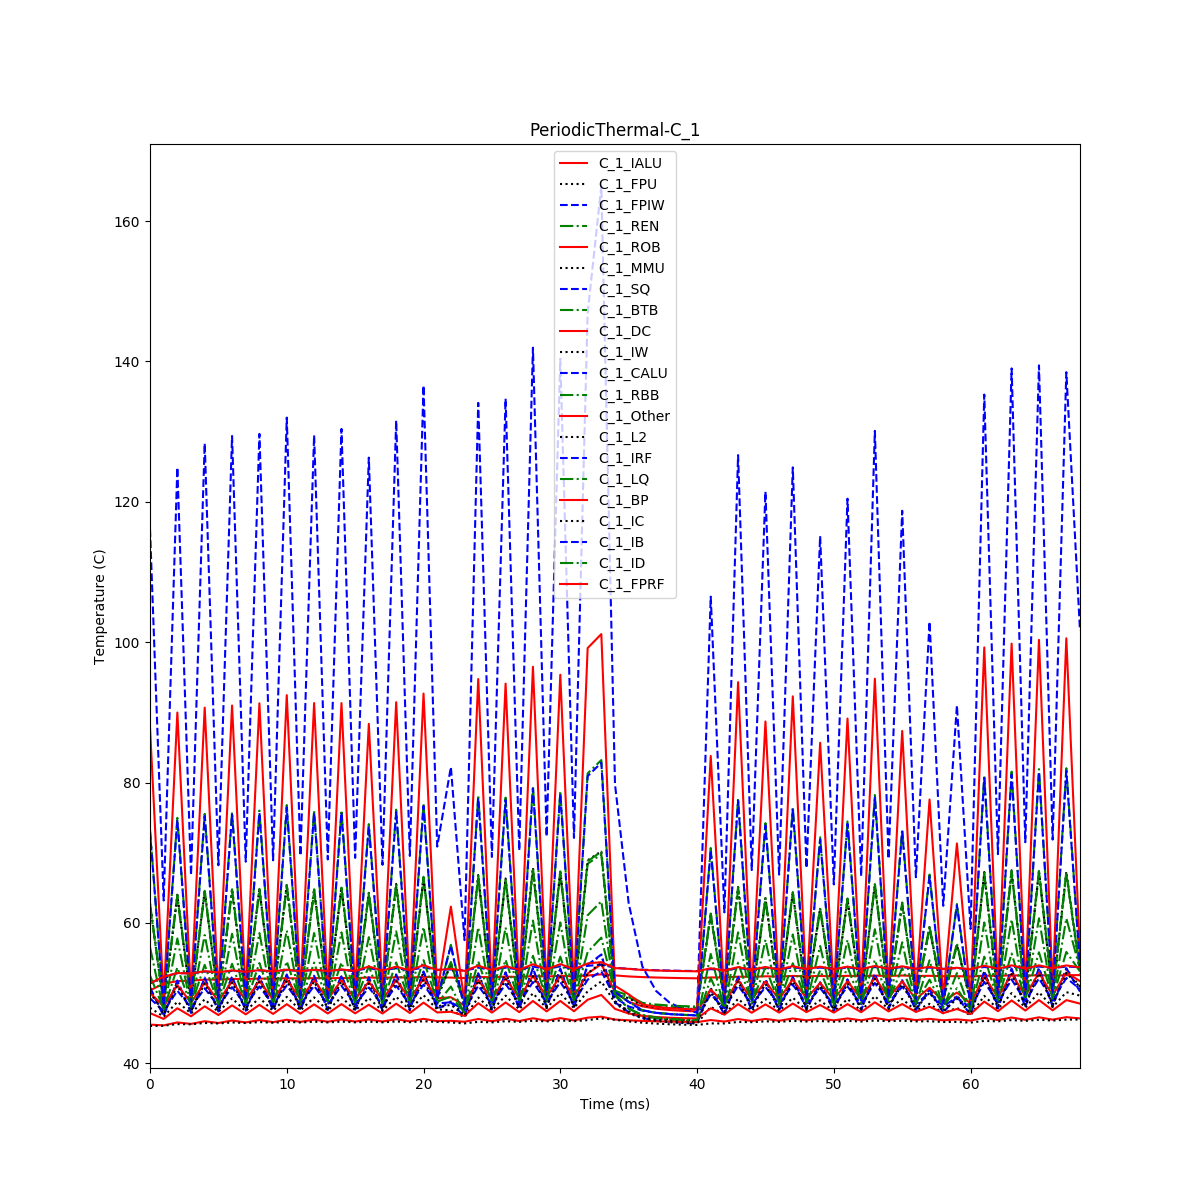 PeriodicThermal-C_1
C_1_IALU
C_1_FPU
C_1_FPIW
C_1_REN
C_1_ROB
C_1_MMU
C_1_SQ
C_1_BTB
C_1_DC
C_1_IW
C_1_CALU
C_1_RBB
C_1_Other
C_1_L2
C_1_IRF
C_1_LQ
C_1_BP
C_1_IC
C_1_IB
C_1_ID
C_1_FPRF
Temperature (C)
160
140
120
100
80
60
40
0 10 20 30 40 50 60
Time (ms)